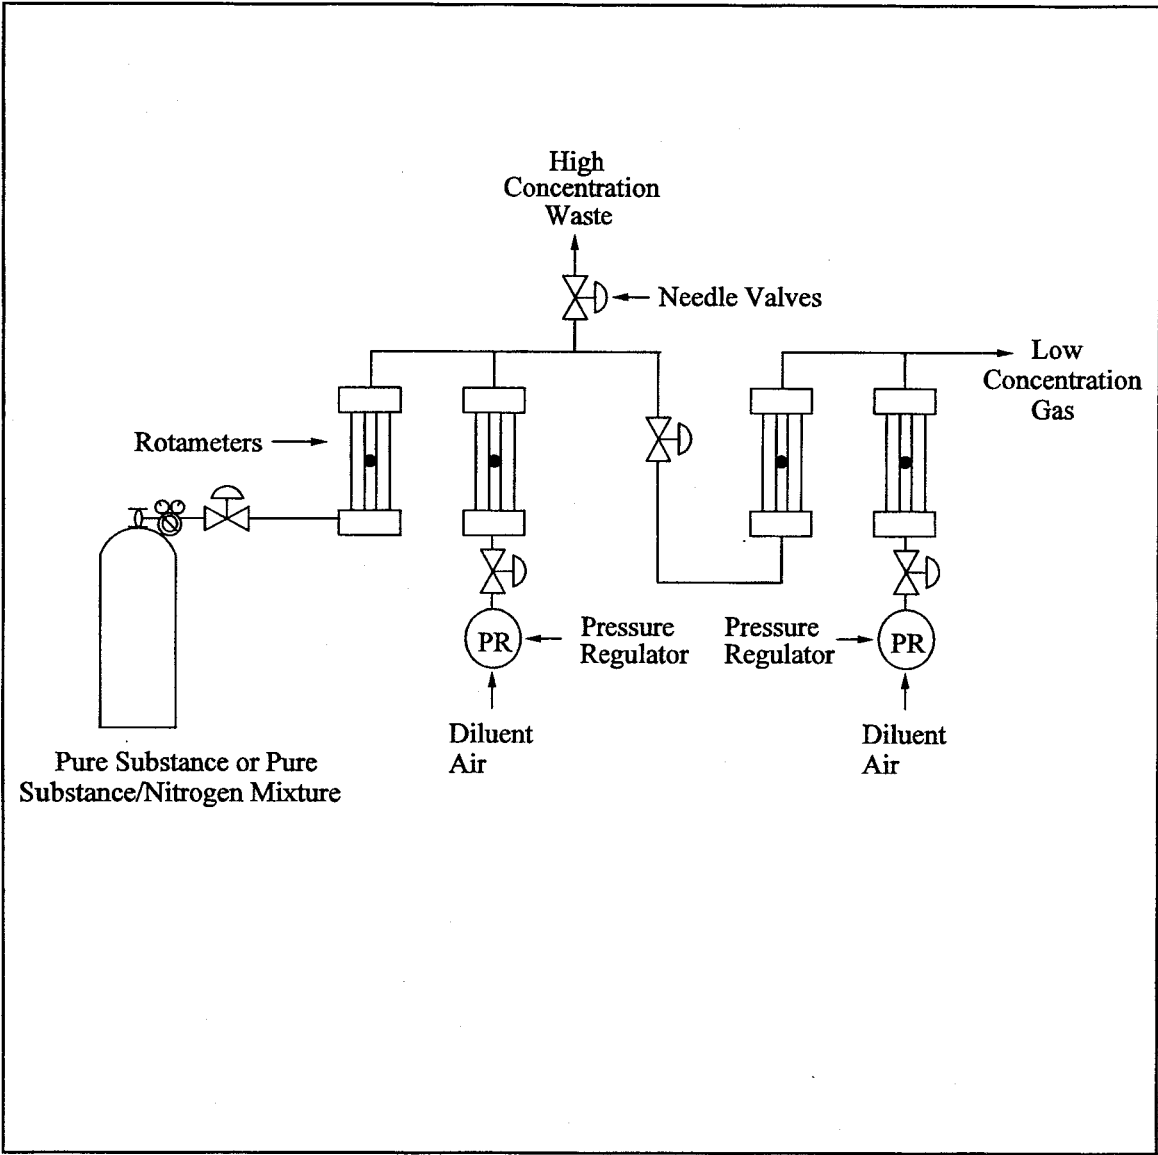 High
Concentration
Waste
Needle Valves
Low
Concentration
Gas
Rotameters
PR
Pressure
Regulator
Pressure
Regulator
PR
Diluent
Air
Diluent
Air
Pure Substance or Pure
Substance/Nitrogen Mixture